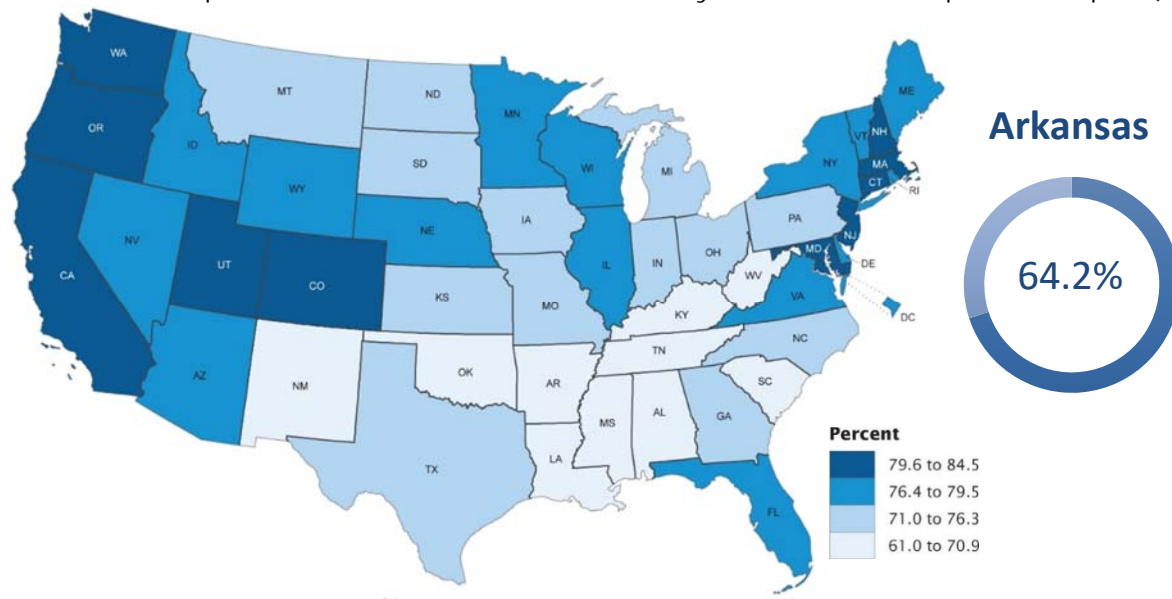 WA
OR
CA
NV
ID
MT
WY
UT
CO
AZ
NM
ND
SD
NE
KS
OK
TX
MN
IA
MO
AR
LA
WI
IL
MS
MI
IN
OH
KY
TN
AL
GA
FL
SC
NC
VA
WV
PA
NY
VT
NH
ME
MA
CT
RI
NJ
MD
DE
DC
Arkansas
64.2%
Percent
79.6 to 84.5
76.4 to 79.5
71.0 to 76.3
61.0 to 70.9